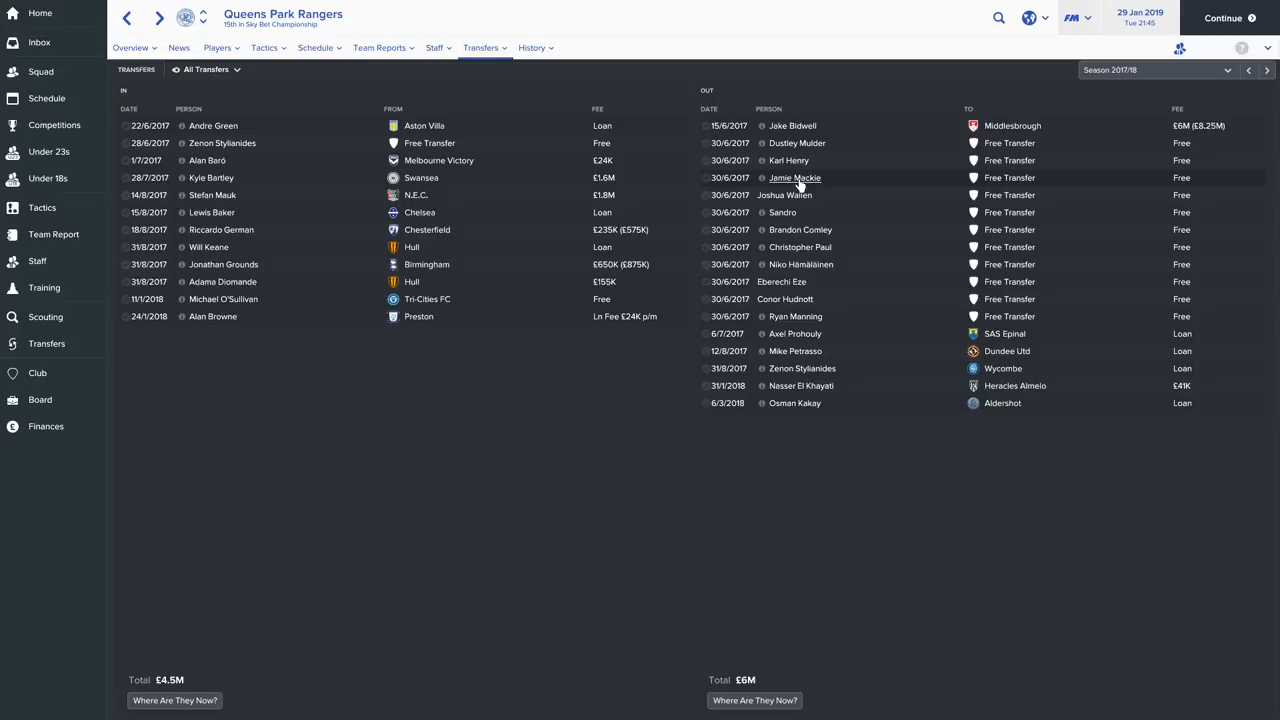 Home
Inbox
Squad
Schedule
Competitions
Under 23s
Under 18s
Tactics
Team Report
Staff
Training
Scouting
Transfers
Club
Board
Finances
Queens Park Rangers
15th in Sky Bet Championship
FM
29 Jan 2019
Tue 21:45
Continue
Overview News Players Tactics Schedule Team Reports Staff Transfers History
TRANSFERS All Transfers
Season 2017/18
IN
DATE PERSON FROM FEE
22/6/2017 Andre Green Aston Villa Loan
28/6/2017 Zenon Stylianides Free Transfer Free
1/7/2017 Alan Baró Melbourne Victory £24K
28/7/2017 Kyle Bartley Swansea £1.6M
14/8/2017 Stefan Mauk N.E.C. £1.8M
15/8/2017 Lewis Baker Chelsea Loan
18/8/2017 Riccardo German Chesterfield £235K (£575K)
31/8/2017 Will Keane Hull Loan
31/8/2017 Jonathan Grounds Birmingham £650K (£875K)
31/8/2017 Adama Diomande Hull £155K
11/1/2018 Michael O'Sullivan Tri-Cities FC Free
24/1/2018 Alan Browne Preston Ln Fee £24K p/m
Total £4.5M
Where Are They Now?
OUT
DATE PERSON TO FEE
15/6/2017 Jake Bidwell Middlesbrough £6M (£8.25M)
30/6/2017 Dustley Mulder Free Transfer Free
30/6/2017 Karl Henry Free Transfer Free
30/6/2017 Jamie Mackie Free Transfer Free
30/6/2017 Joshua Wallen Free Transfer Free
30/6/2017 Sandro Free Transfer Free
30/6/2017 Brandon Comley Free Transfer Free
30/6/2017 Christopher Paul Free Transfer Free
30/6/2017 Niko Hämäläinen Free Transfer Free
30/6/2017 Eberechi Eze Free Transfer Free
30/6/2017 Conor Hudnott Free Transfer Free
30/6/2017 Ryan Manning Free Transfer Free
6/7/2017 Axel Prohouly SAS Epinal Loan
12/8/2017 Mike Petrasso Dundee Utd Loan
31/8/2017 Zenon Stylianides Wycombe Loan
31/1/2018 Nasser El Khayati Heracles Almelo £41K
6/3/2018 Osman Kakay Aldershot Loan
Total £6M
Where Are They Now?